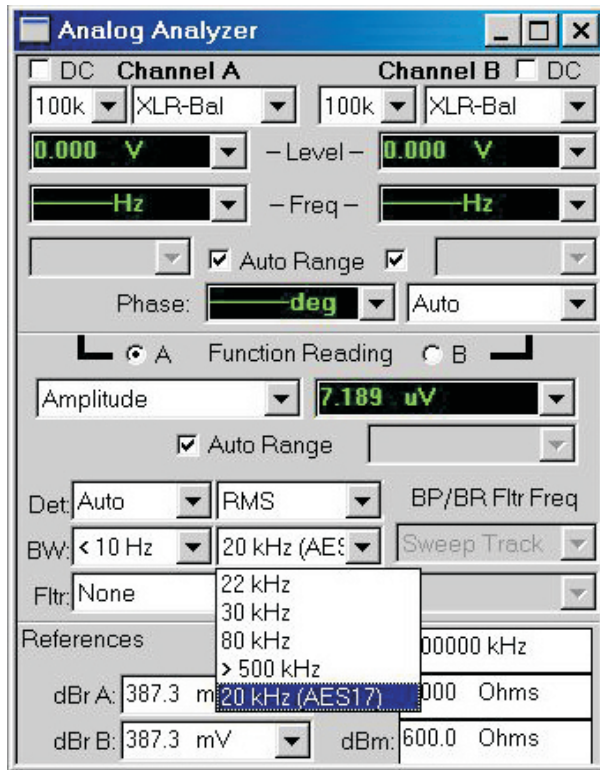 Analog Analyzer
DC Channel A Channel B DC
100k XLR-Bal 100k XLR-Bal
0.000 V – Level – 0.000 V
Hz – Freq – Hz
Auto Range
Phase: deg Auto
A Function Reading B
Amplitude 7.189 uV
Auto Range
Det: Auto RMS BP/BR Fltr Freq
BW: < 10 Hz 20 kHz (AES Sweep Track
Fltr: None
22 kHz
30 kHz
80 kHz
> 500 kHz
20 kHz (AES17)
References 00000 kHz
dBr A: 387.3 m 000 Ohms
dBr B: 387.3 mV dBm: 600.0 Ohms